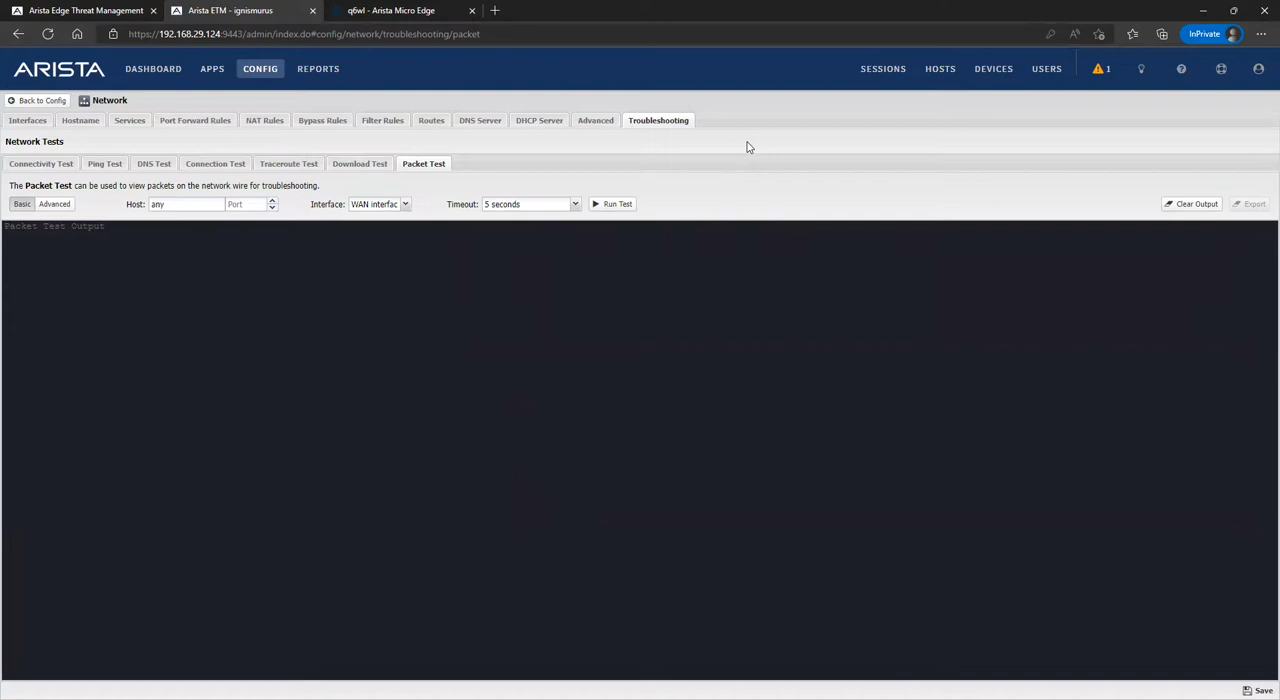 Arista Edge Threat Management
Arista ETM - ignismurus
q6wl - Arista Micro Edge
https://192.168.29.124:9443/admin/index.do#config/network/troubleshooting/packet
InPrivate
ARISTA DASHBOARD APPS CONFIG REPORTS SESSIONS HOSTS DEVICES USERS 1
Back to Config Network
Interfaces Hostname Services Port Forward Rules NAT Rules Bypass Rules Filter Rules Routes DNS Server DHCP Server Advanced Troubleshooting
Network Tests
Connectivity Test Ping Test DNS Test Connection Test Traceroute Test Download Test Packet Test
The Packet Test can be used to view packets on the network wire for troubleshooting.
Basic Advanced Host: any Port Interface: WAN interfac Timeout: 5 seconds Run Test Clear Output Export
Packet Test Output
Save